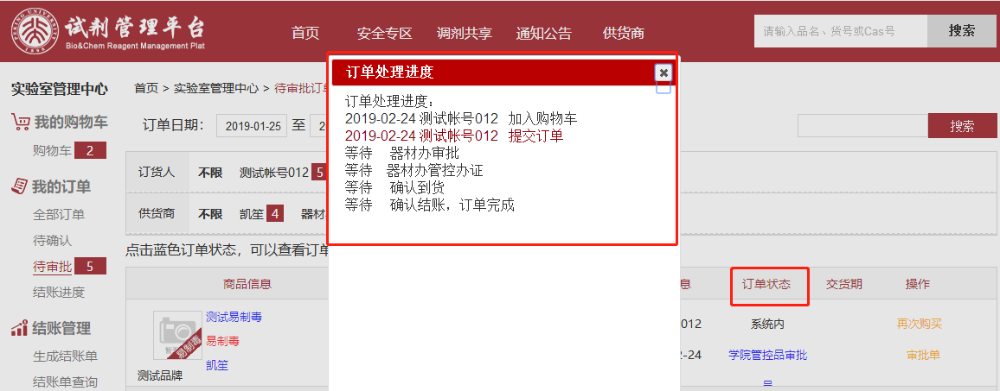 试剂管理平台
Bio&Chem Reagent Management Plat
首页 安全专区 调剂共享 通知公告 供货商
请输入品名、货号或Cas号 搜索
实验室管理中心
首页 > 实验室管理中心 > 待审批订单
订单处理进度
订单处理进度：
2019-02-24 测试帐号012 加入购物车
2019-02-24 测试帐号012 提交订单
等待 器材办审批
等待 器材办管控办证
等待 确认到货
等待 确认结账，订单完成
我的购物车
购物车 2
我的订单
全部订单
待确认
待审批 5
结账进度
结账管理
生成结账单
结账单查询
订单日期： 2019-01-25 至 20 搜索
订货人 不限 测试帐号012 5
供货商 不限 凯笙 4 器材
点击蓝色订单状态，可以查看订单
商品信息 息 订单状态 交货期 操作
测试易制毒
易制毒
凯笙
易制毒
测试品牌
012 系统内 再次购买
2-24 学院管控品审批 审批单